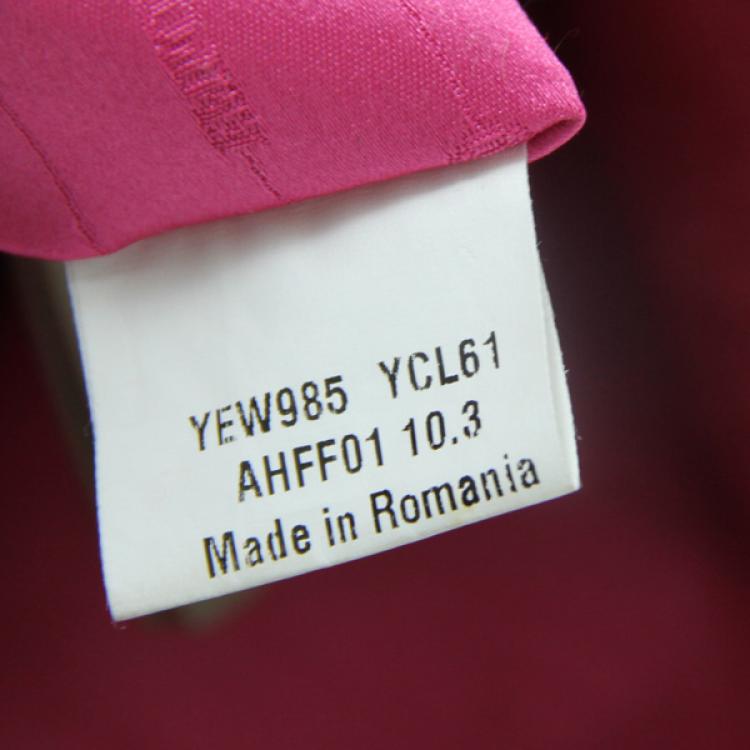 YEW985 YCL61
AHFF01 10.3
Made in Romania